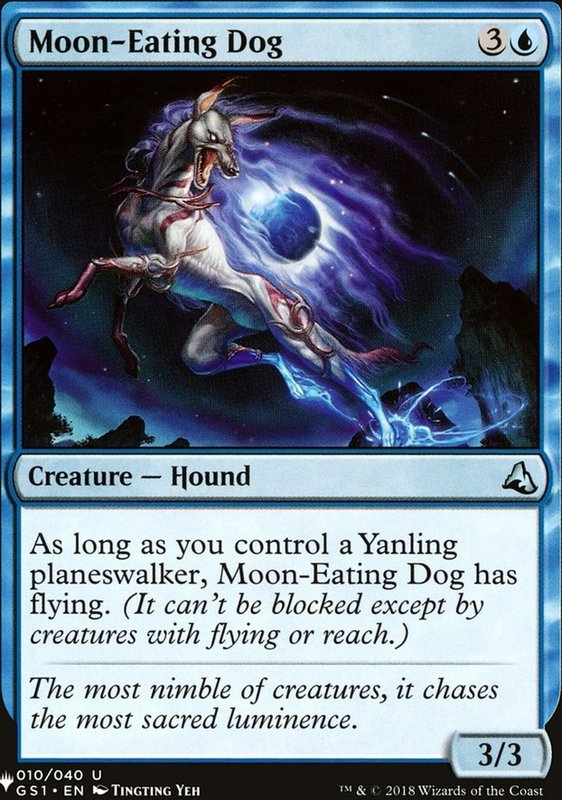 Moon-Eating Dog 3
Creature — Hound
As long as you control a Yanling
planeswalker, Moon-Eating Dog has
flying. (It can't be blocked except by
creatures with flying or reach.)
The most nimble of creatures, it chases
the most sacred luminence.
3/3
010/040 U
GS1 • EN Tingting Yeh
™ & © 2018 Wizards of the Coast